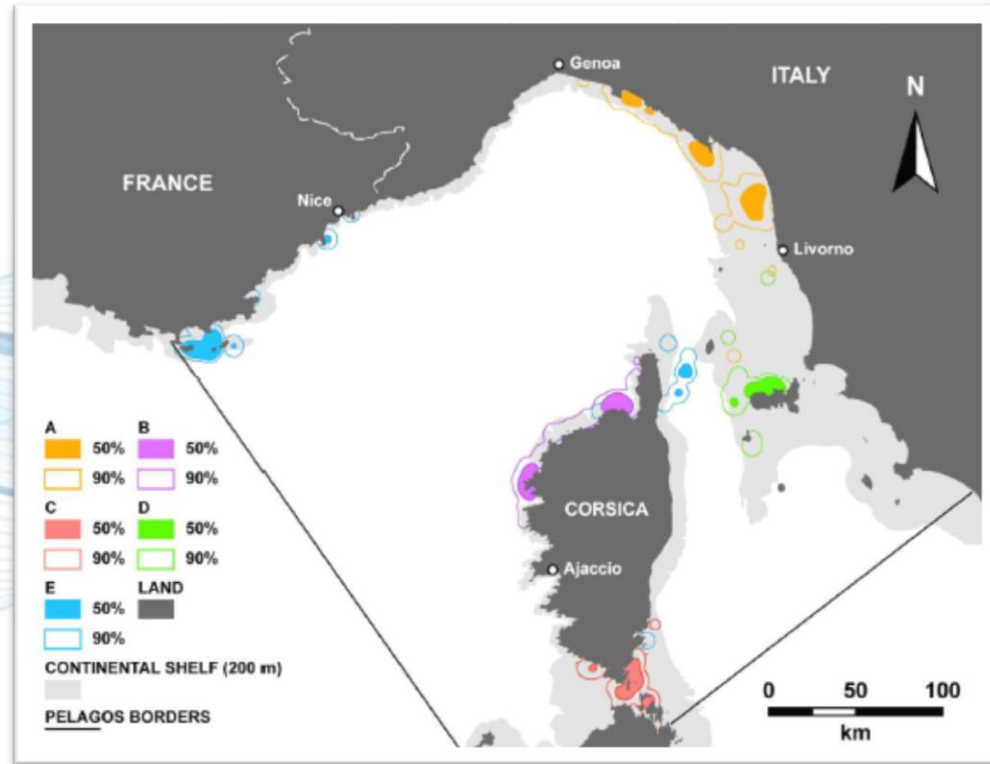 Genoa
ITALY
N
FRANCE
Nice
Livorno
A
B
50%
50%
90%
90%
CORSICA
C
D
50%
50%
90%
90%
Ajaccio
E
LAND
50%
90%
CONTINENTAL SHELF (200 m)
0 50 100
PELAGOS BORDERS
km